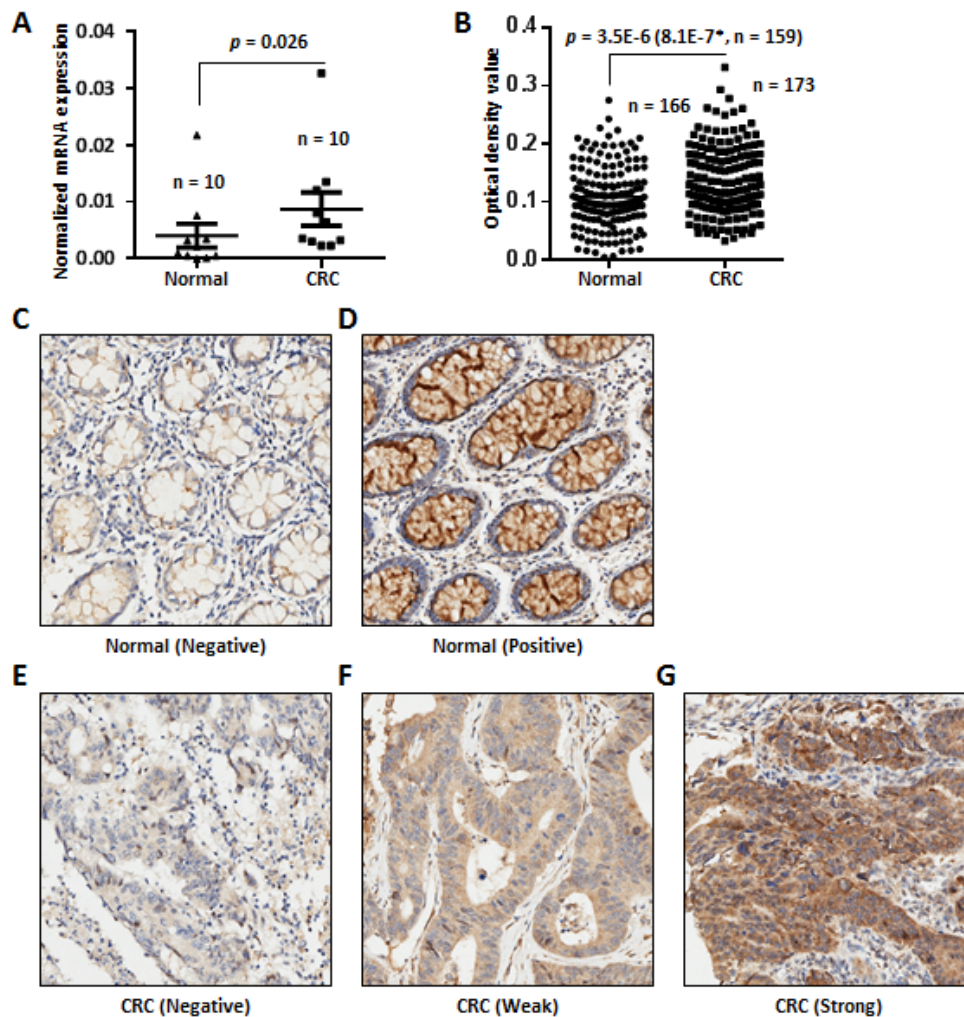 A
Normalized mRNA expression
0.04
0.03
0.02
0.01
0.00
p = 0.026
n = 10
n = 10
Normal
CRC
B
Optical density value
0.4
0.3
0.2
0.1
0.0
p = 3.5E-6 (8.1E-7*, n = 159)
n = 166
n = 173
Normal
CRC
C
D
Normal (Negative)
Normal (Positive)
E
F
G
CRC (Negative)
CRC (Weak)
CRC (Strong)